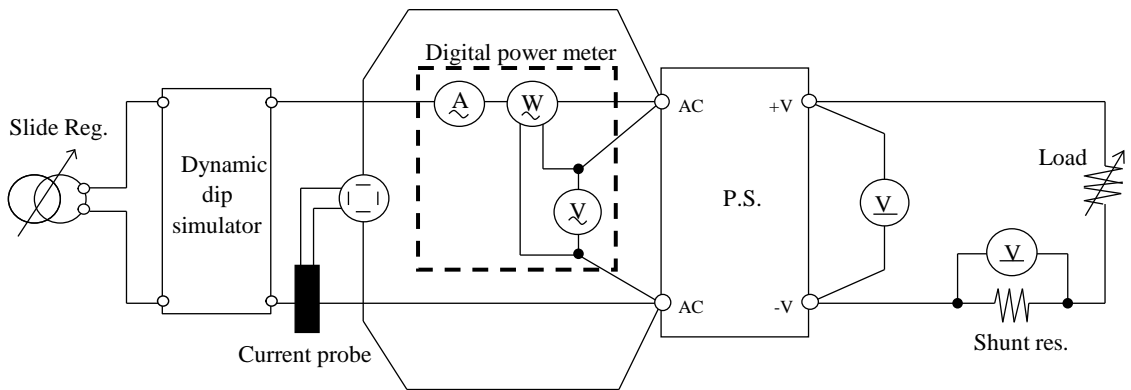 Digital power meter
A
W
AC
+V
Slide Reg.
Dynamic
dip
simulator
V
P.S.
V
Load
V
AC
-V
Current probe
Shunt res.